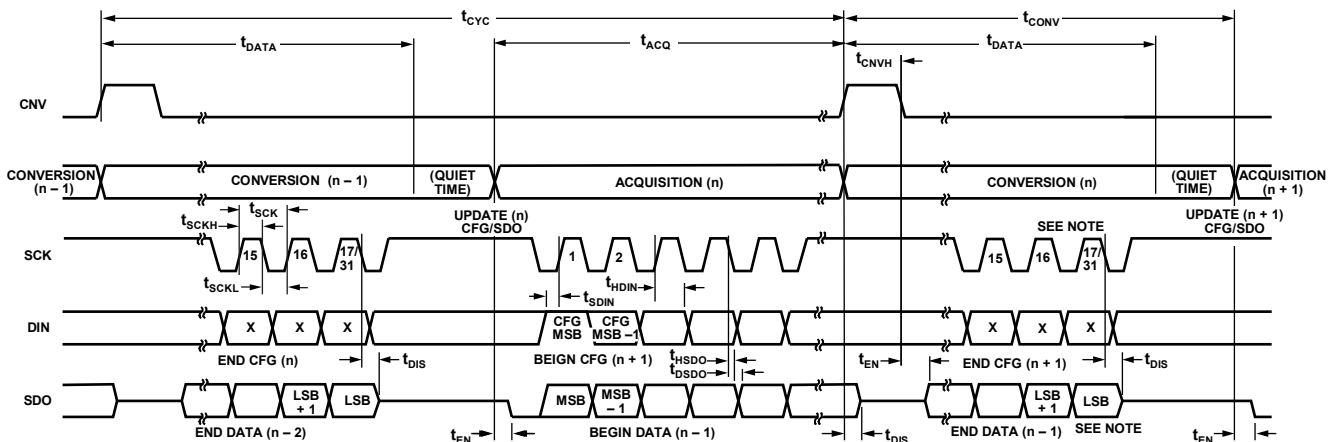 tCYC
tCONV
tDATA
tACQ
tDATA
tCNVH
CNV
CONVERSION (n – 1)
CONVERSION (n – 1)
(QUIET TIME)
ACQUISITION (n)
CONVERSION (n)
(QUIET TIME)
ACQUISITION (n + 1)
UPDATE (n) CFG/SDO
SEE NOTE
UPDATE (n + 1) CFG/SDO
tSCK
tSCKH
SCK
15
16
17/31
1
2
15
16
17/31
tSCKL
tHDIN
tSDIN
DIN
X
X
X
CFG MSB
CFG MSB –1
X
X
X
END CFG (n)
tDIS
BEIGN CFG (n + 1)
tHSDO
tDSDO
tEN
END CFG (n + 1)
tDIS
SDO
LSB + 1
LSB
MSB
MSB –1
LSB + 1
LSB
END DATA (n – 2)
tEN
BEGIN DATA (n – 1)
tDIS
END DATA (n – 1)
SEE NOTE
tEN